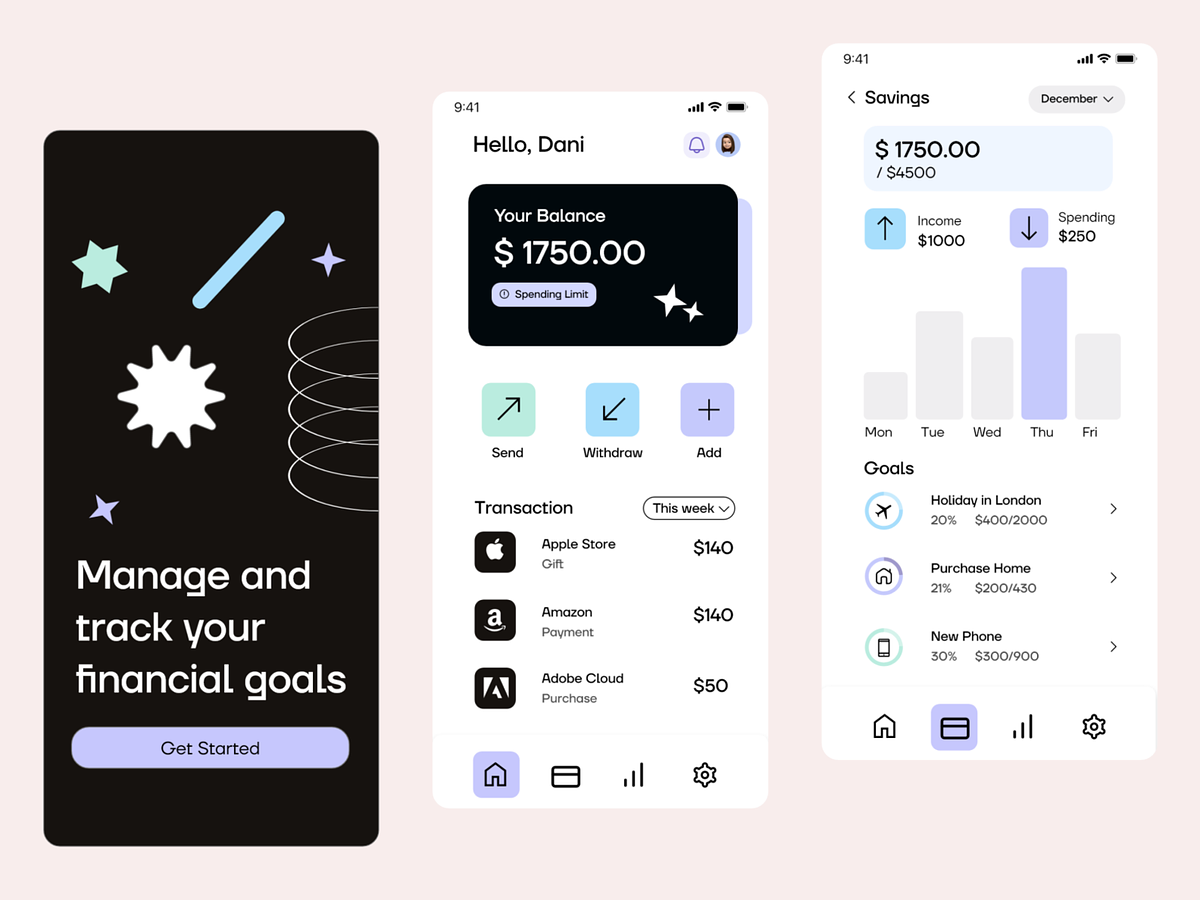 Manage and
track your
financial goals
Get Started
9:41
Hello, Dani
Your Balance
$ 1750.00
Spending Limit
Send
Withdraw
Add
Transaction
This week
Apple Store
$140
Gift
Amazon
$140
Payment
Adobe Cloud
$50
Purchase
9:41
Savings
December
$ 1750.00
/ $4500
Income
$1000
Spending
$250
Mon Tue Wed Thu Fri
Goals
Holiday in London
20% $400/2000
Purchase Home
21% $200/430
New Phone
30% $300/900